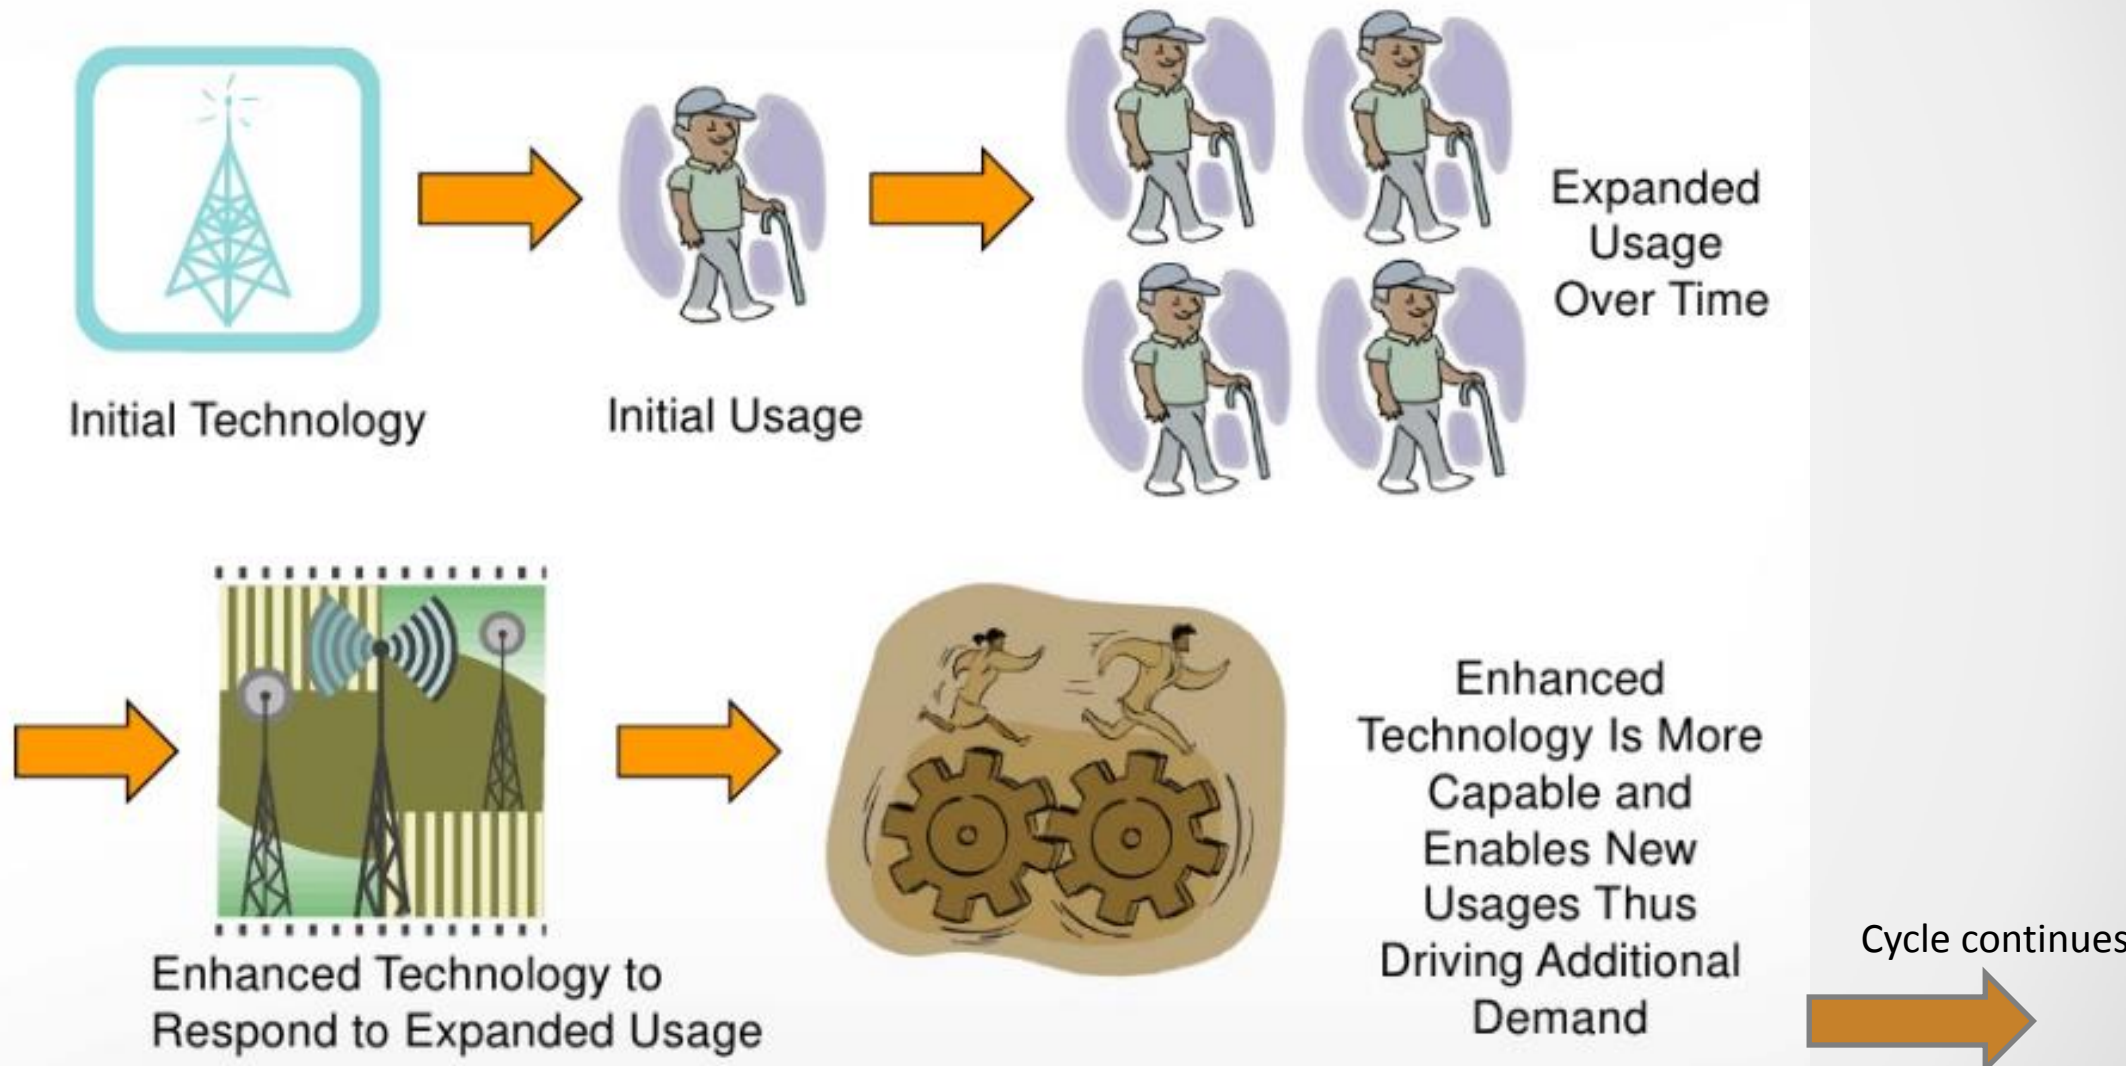 Expanded
Usage
Over Time
Initial Technology
Initial Usage
Enhanced Technology to
Respond to Expanded Usage
Enhanced
Technology Is More
Capable and
Enables New
Usages Thus
Driving Additional
Demand
Cycle continues